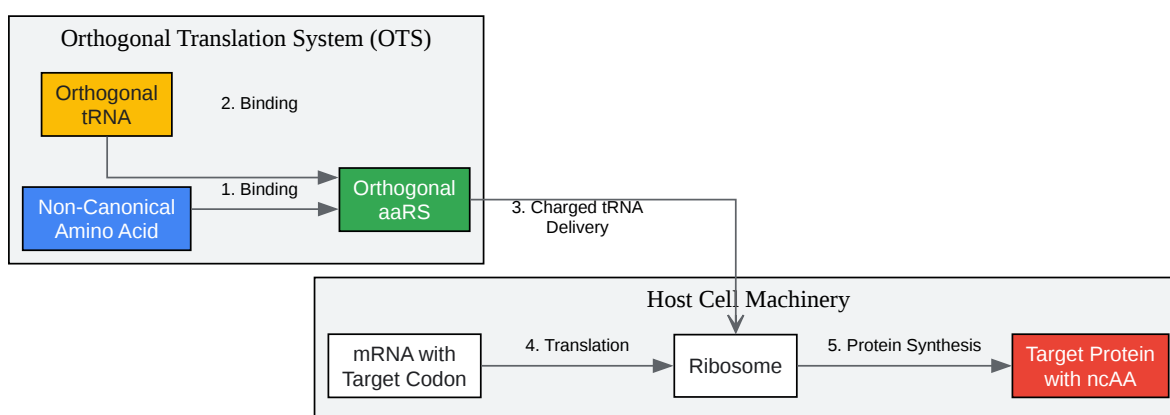 Orthogonal Translation System (OTS)
Orthogonal
tRNA
2. Binding
1. Binding
Non-Canonical
Amino Acid
Orthogonal
aaRS
3. Charged tRNA
Delivery
Host Cell Machinery
mRNA with
Target Codon
4. Translation
Ribosome
5. Protein Synthesis
Target Protein
with ncAA